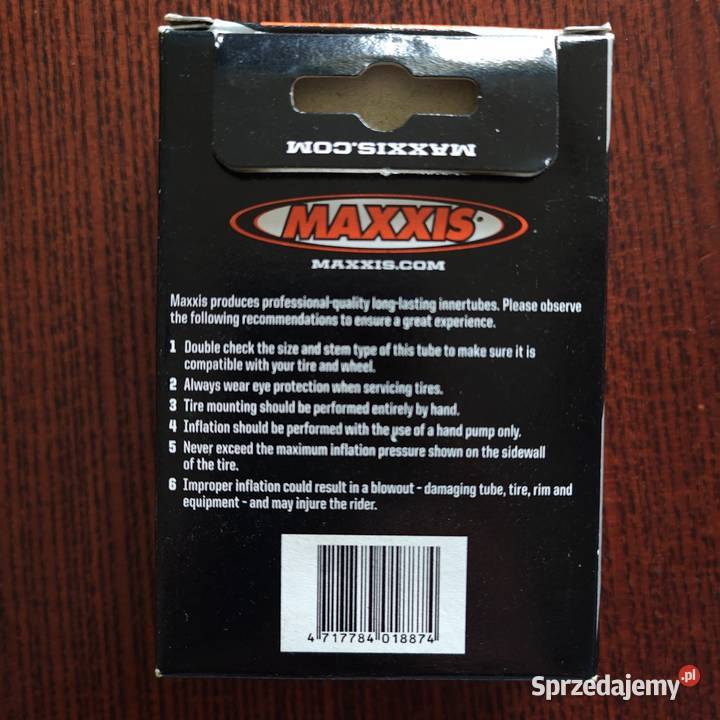 MAXXIS.COM
MAXXIS
MAXXIS.COM
Maxxis produces professional-quality long-lasting innertubes. Please observe
the following recommendations to ensure a great experience.
1 Double check the size and stem type of this tube to make sure it is
compatible with your tire and wheel.
2 Always wear eye protection when servicing tires.
3 Tire mounting should be performed entirely by hand.
4 Inflation should be performed with the use of a hand pump only.
5 Never exceed the maximum inflation pressure shown on the sidewall
of the tire.
6 Improper inflation could result in a blowout - damaging tube, tire, rim and
equipment - and may injure the rider.
4 717784 018874
Sprzedajemy.pl